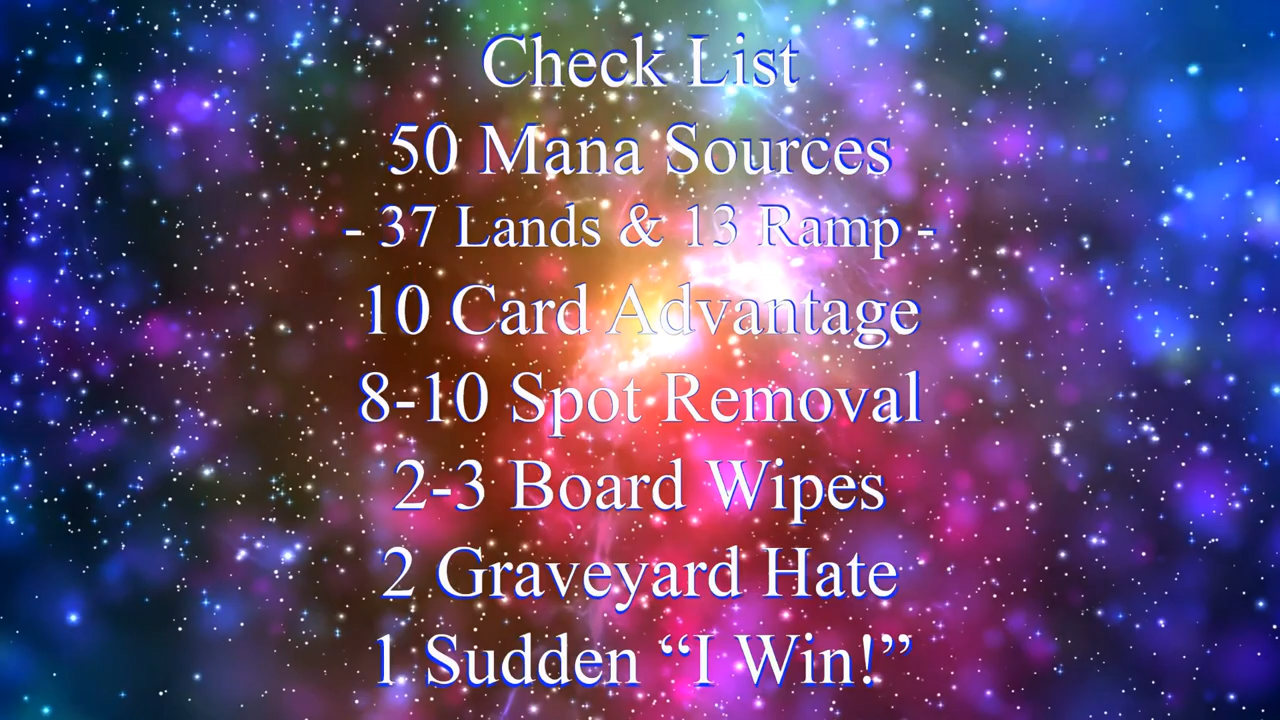 Check List
50 Mana Sources
- 37 Lands & 13 Ramp -
10 Card Advantage
8-10 Spot Removal
2-3 Board Wipes
2 Graveyard Hate
1 Sudden “I Win!”